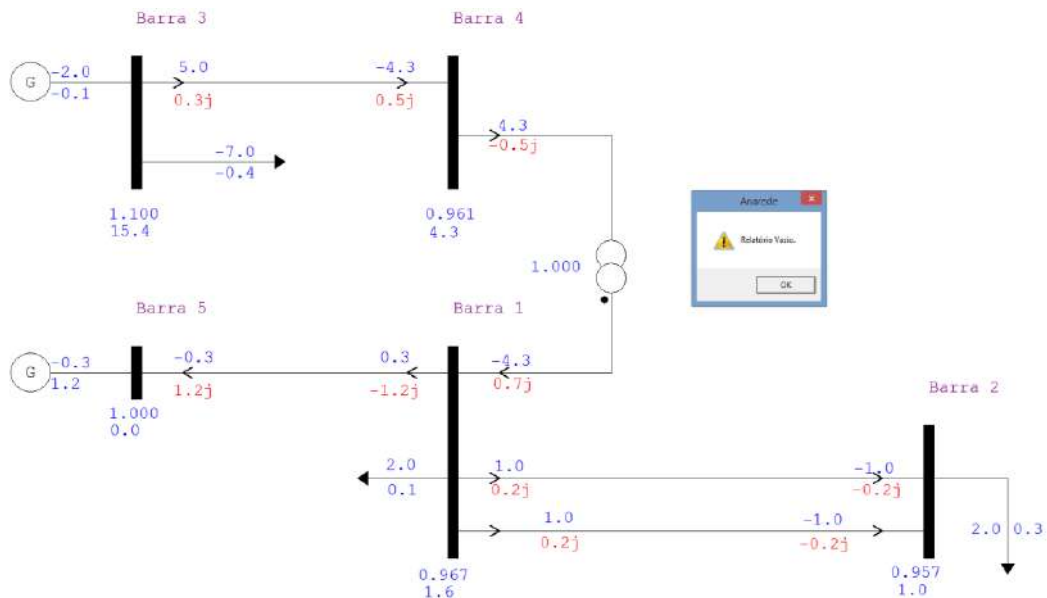 Barra 3
Barra 4
G
-2.0
-0.1
5.0
0.3j
-4.3
0.5j
4.3
-0.5j
-7.0
-0.4
1.100
15.4
0.961
4.3
Anarede
x
Relatório Vazio.
OK
1.000
Barra 5
Barra 1
G
-0.3
1.2
-0.3
1.2j
0.3
-1.2j
-4.3
0.7j
Barra 2
1.000
0.0
2.0
0.1
1.0
0.2j
-1.0
-0.2j
1.0
0.2j
-1.0
-0.2j
2.0 0.3
0.967
1.6
0.957
1.0